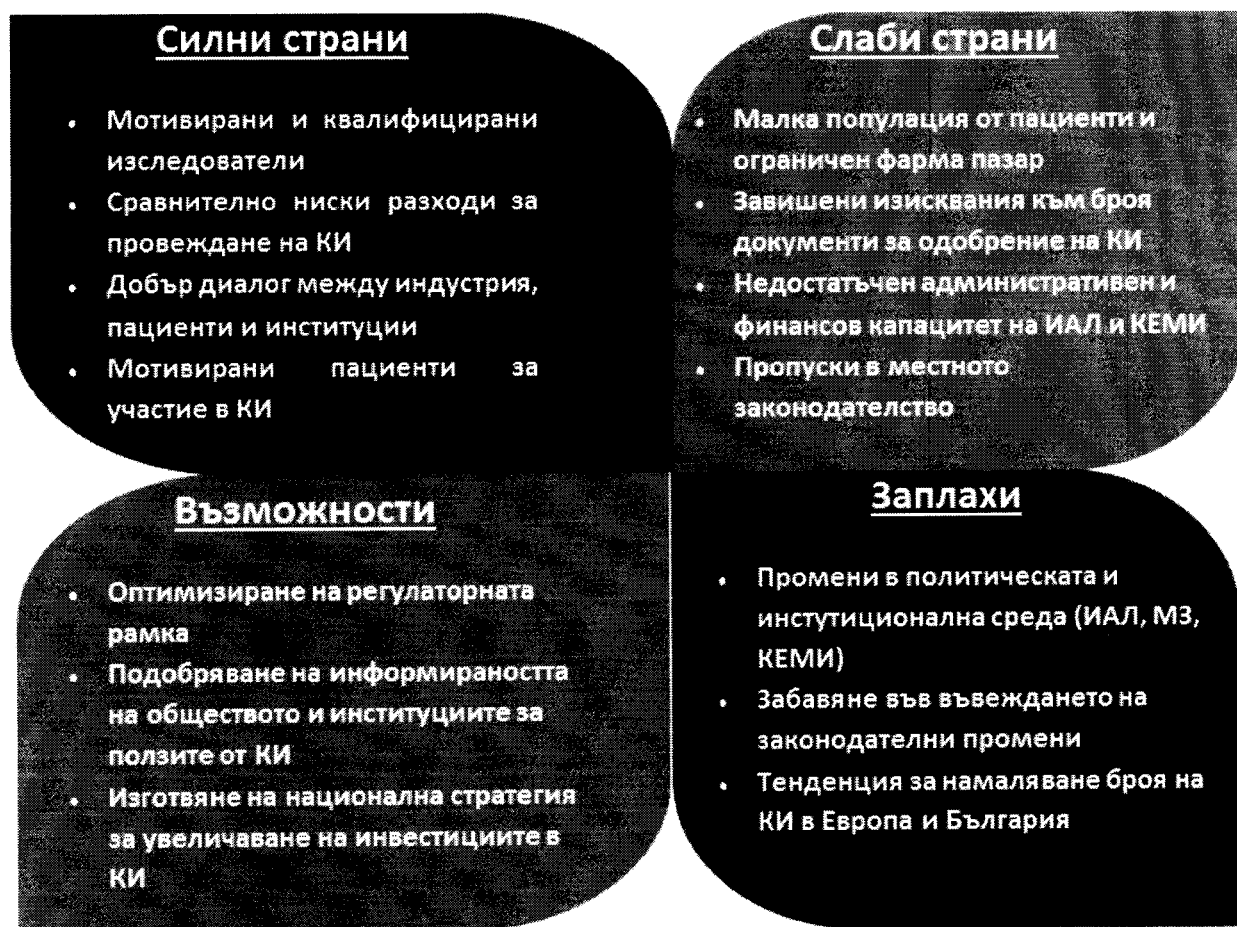 Силни страни
• Мотивирани и квалифицирани
изследователи
• Сравнително ниски разходи за
провеждане на КИ
• Добър диалог между индустрия,
пациенти и институции
• Мотивирани пациенти за
участие в КИ
Слаби страни
• Малка популация от пациенти и
ограничен фарма пазар
• Завишени изисквания към броя
документи за одобрение на КИ
• Недостатъчен административен и
финансов капацитет на ИАЛ и КЕМИ
• Пропуски в местното
законодателство
Възможности
• Оптимизиране на регулаторната
рамка
• Подобряване на информираността
на обществото и институциите за
ползите от КИ
• Изготвяне на национална стратегия
за увеличаване на инвестициите в
КИ
Заплахи
• Промени в политическата и
инстутиционална среда (ИАЛ, МЗ,
КЕМИ)
• Забавяне във въвеждането на
законодателни промени
• Тенденция за намаляване броя на
КИ в Европа и България